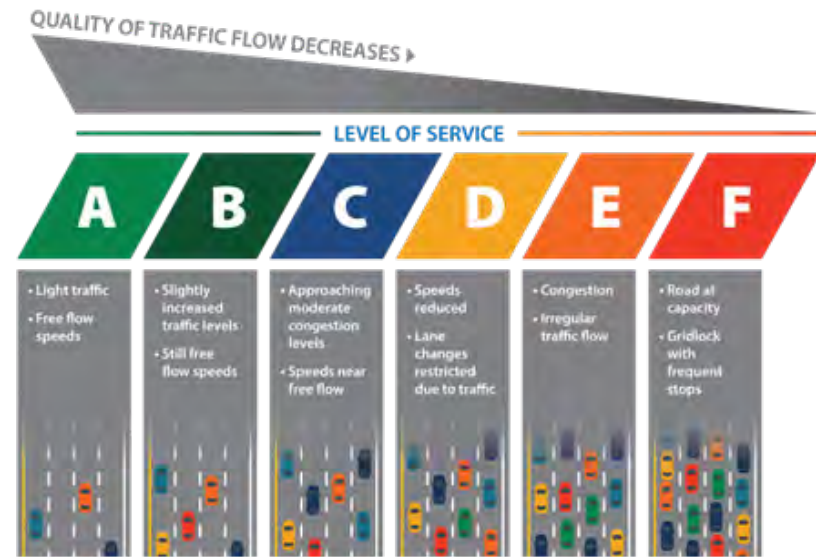 QUALITY OF TRAFFIC FLOW DECREASES
LEVEL OF SERVICE
A
B
C
D
E
F
• Light traffic
• Free flow
speeds
• Slightly
increased
traffic levels
• Still free
flow speeds
• Approaching
moderate
congestion
levels
• Speeds near
free flow
• Speeds
reduced
• Lane
changes
restricted
due to traffic
• Congestion
• Irregular
traffic flow
• Road at
capacity
• Gridlock
with
frequent
stops